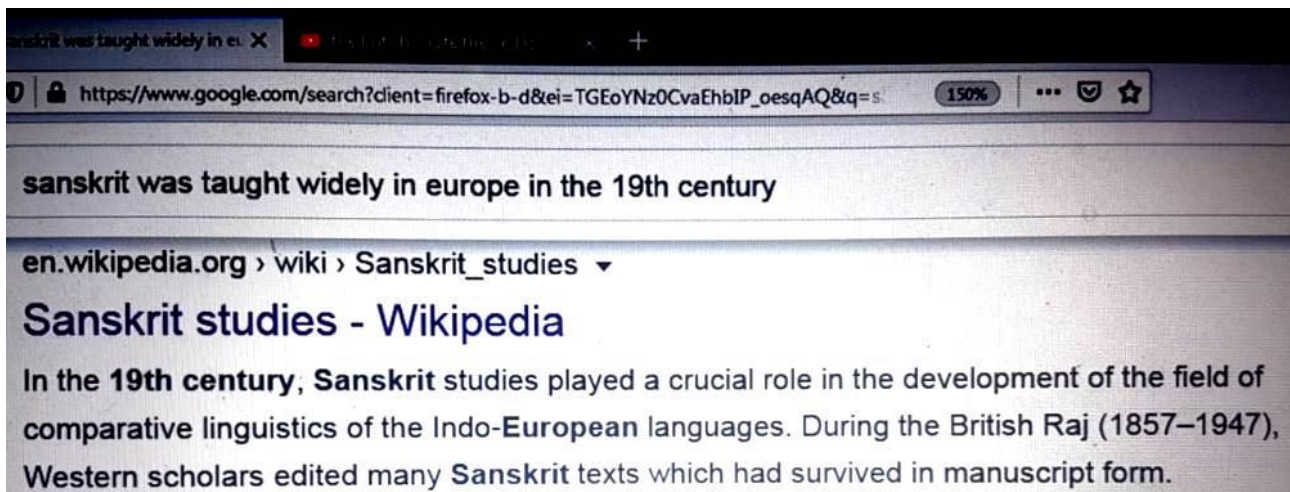 sanskrit was taught widely in eu
https://www.google.com/search?client=firefox-b-d&ei=TGEoYNz0CvaEhbIP_oesqAQ&q=s
150%
sanskrit was taught widely in europe in the 19th century
en.wikipedia.org › wiki › Sanskrit_studies
Sanskrit studies - Wikipedia
In the 19th century, Sanskrit studies played a crucial role in the development of the field of
comparative linguistics of the Indo-European languages. During the British Raj (1857–1947),
Western scholars edited many Sanskrit texts which had survived in manuscript form.